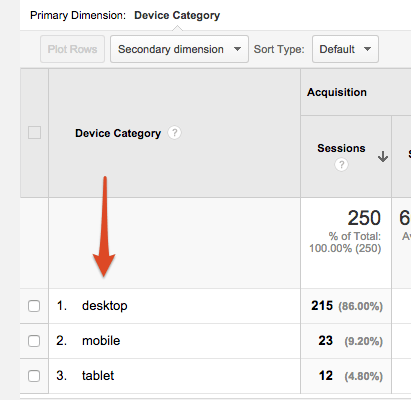 Primary Dimension: Device Category
Plot Rows Secondary dimension Sort Type: Default
Acquisition
Device Category ? Sessions ?
250
% of Total:
100.00% (250)
6
1. desktop 215 (86.00%)
2. mobile 23 (9.20%)
3. tablet 12 (4.80%)